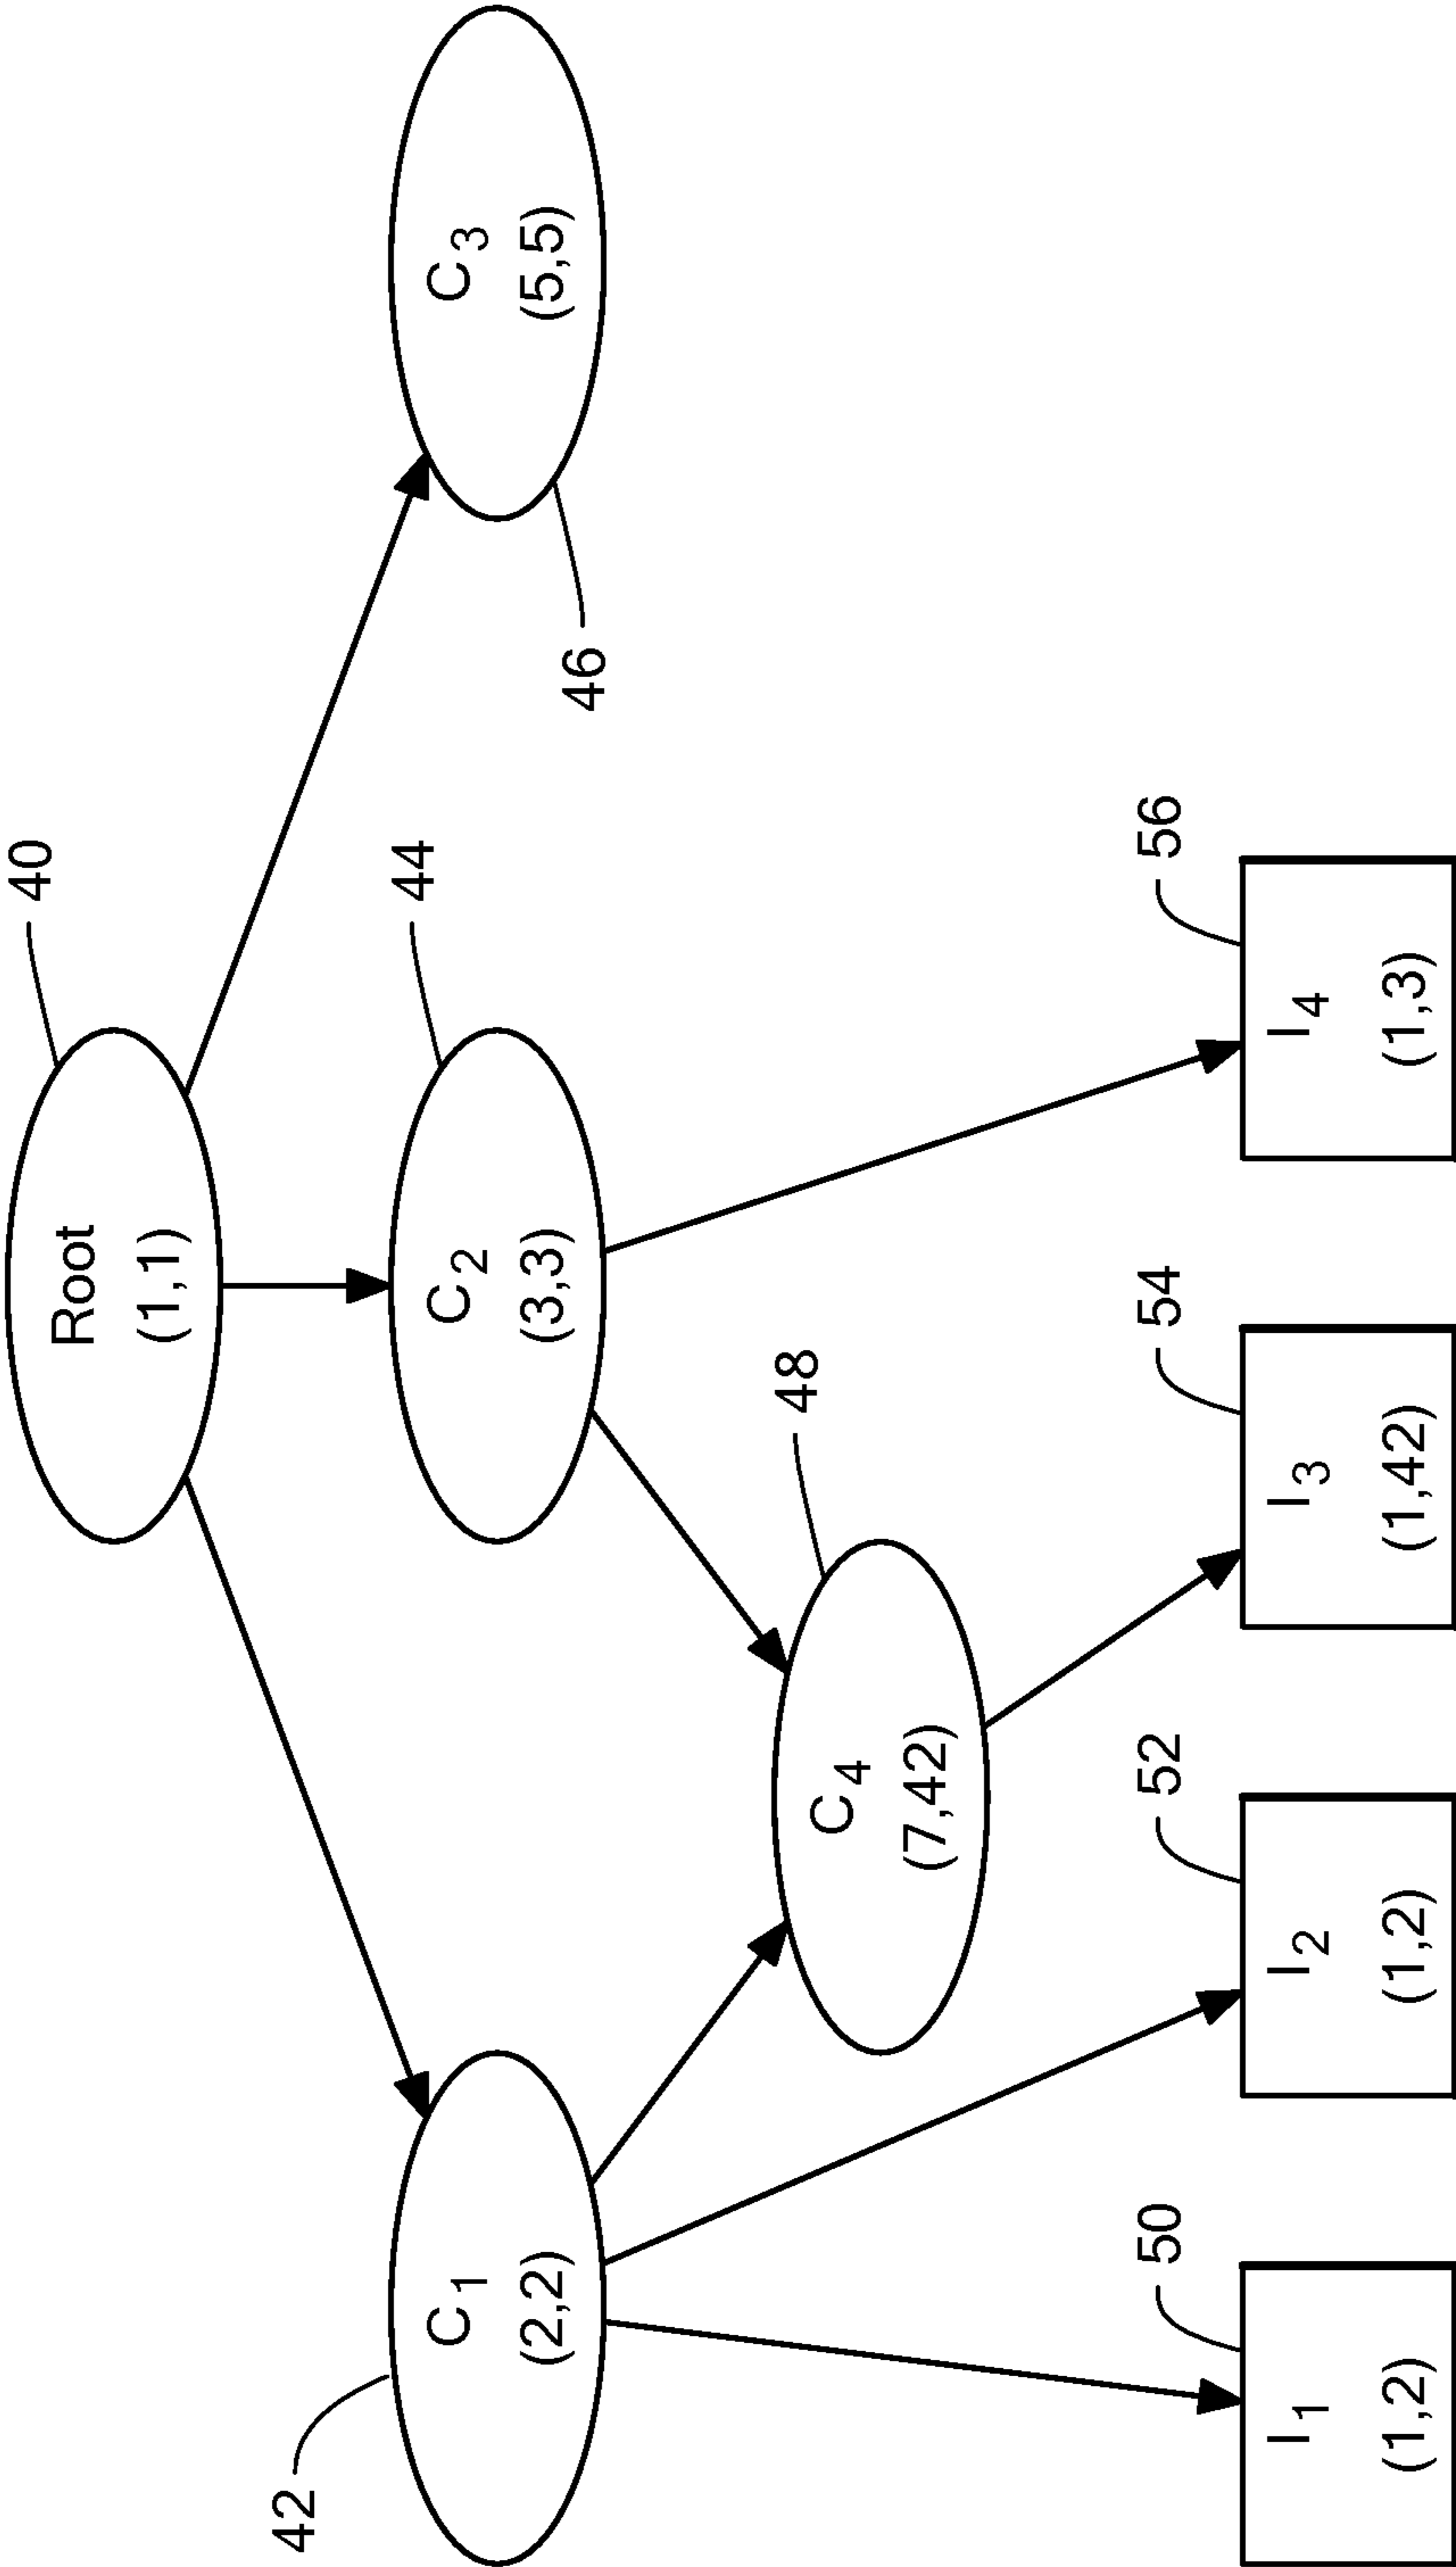 40
Root
(1,1)
42
C1
(2,2)
44
C2
(3,3)
C3
(5,5)
46
48
C4
(7,42)
50
I1
(1,2)
52
I2
(1,2)
54
I3
(1,42)
56
I4
(1,3)